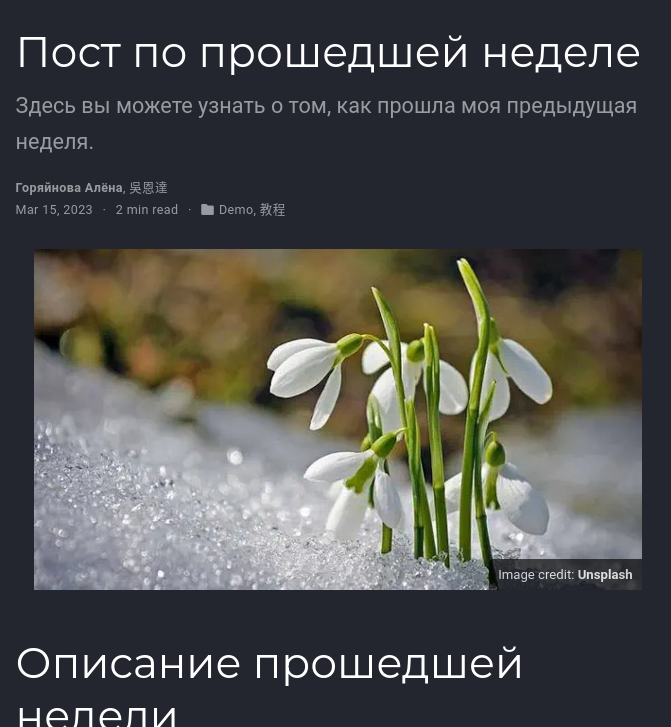 Пост по прошедшей неделе
Здесь вы можете узнать о том, как прошла моя предыдущая
неделя.
Горяйнова Алёна, 吳恩達
Mar 15, 2023 · 2 min read · Demo, 教程
Image credit: Unsplash
Описание прошедшей
недели